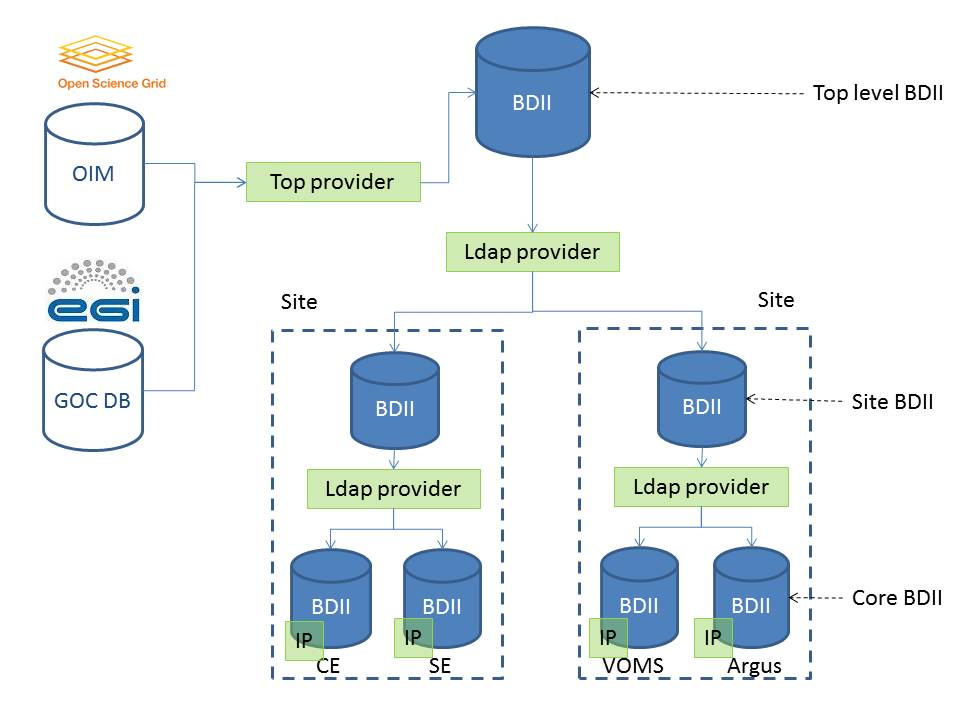 Open Science Grid
OIM
BDII
Top level BDII
Top provider
Ldap provider
egi
GOC DB
Site
Site
BDII
BDII
Site BDII
Ldap provider
Ldap provider
BDII
BDII
BDII
BDII
Core BDII
IP
IP
IP
IP
CE
SE
VOMS
Argus